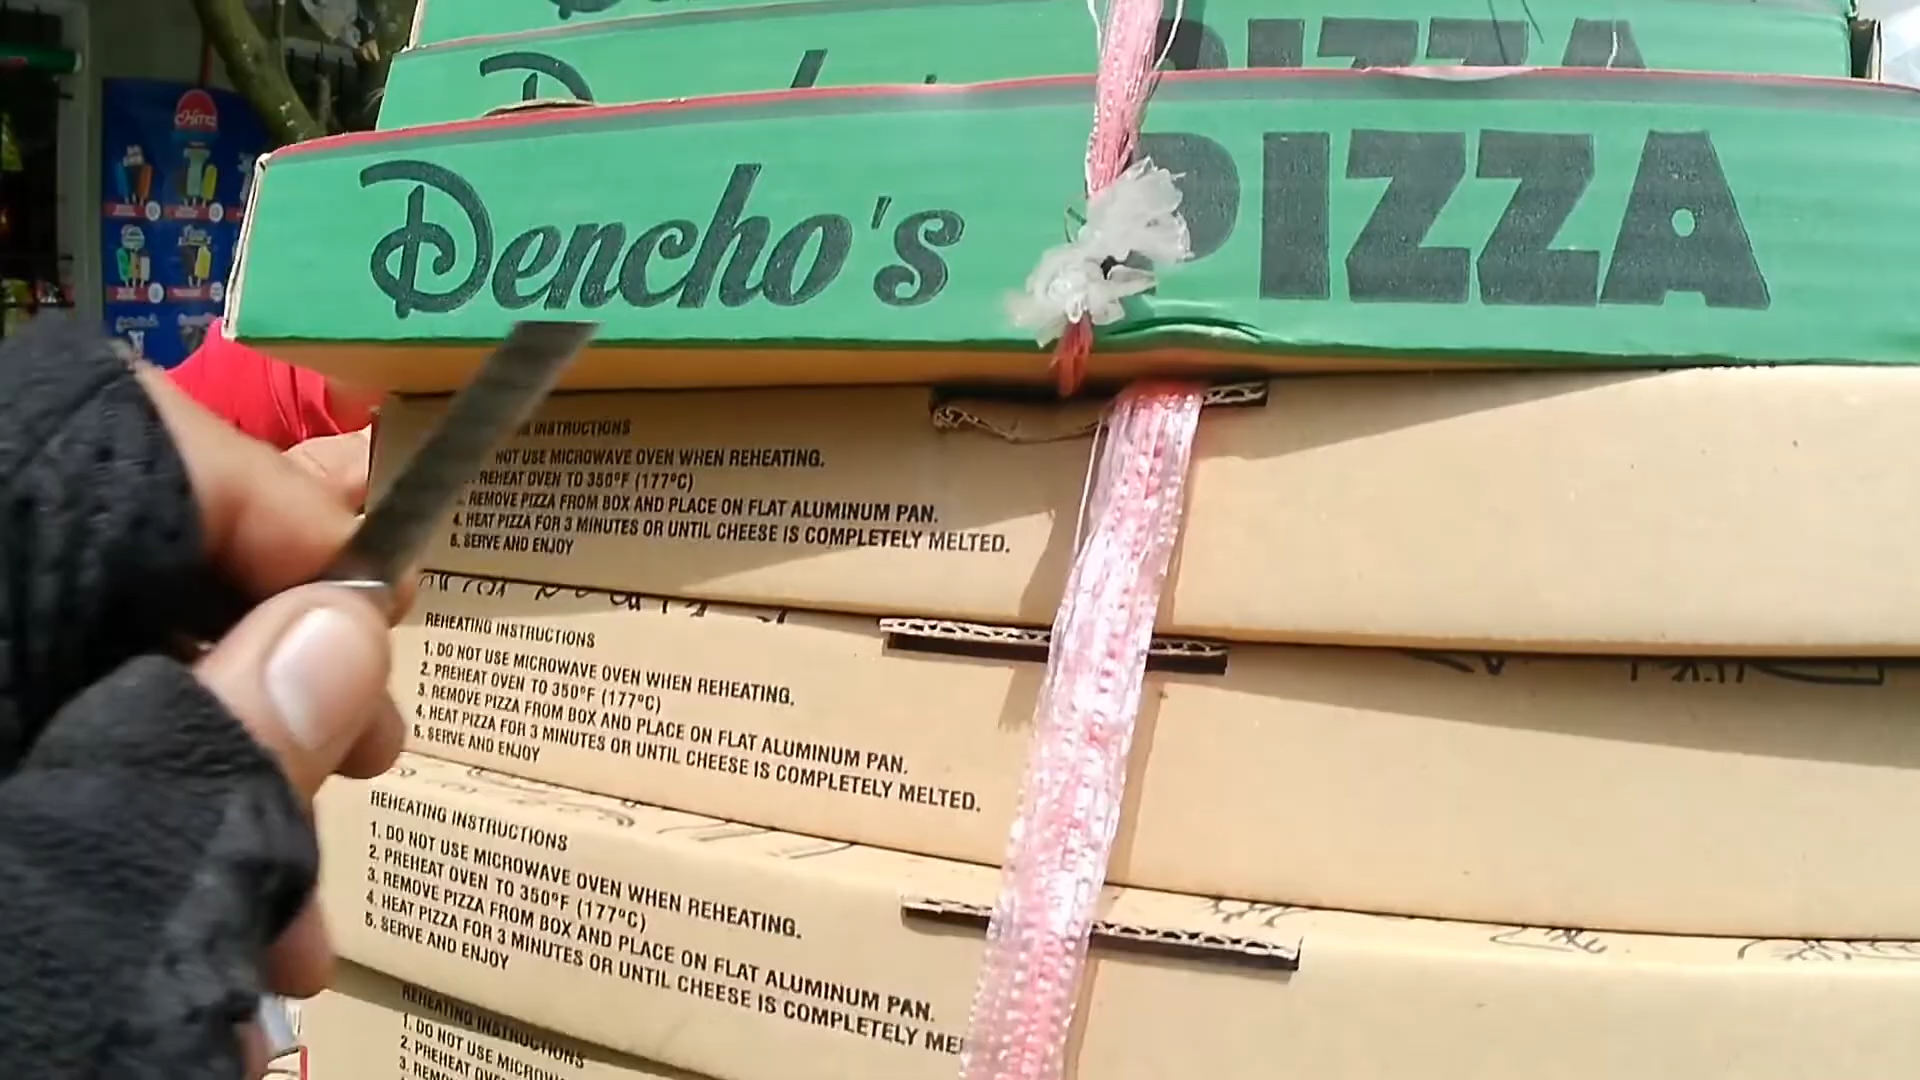 Dencho's PIZZA
Dencho's PIZZA
INSTRUCTIONS
NOT USE MICROWAVE OVEN WHEN REHEATING.
REHEAT OVEN TO 350°F (177°C)
REMOVE PIZZA FROM BOX AND PLACE ON FLAT ALUMINUM PAN.
4. HEAT PIZZA FOR 3 MINUTES OR UNTIL CHEESE IS COMPLETELY MELTED.
5. SERVE AND ENJOY
REHEATING INSTRUCTIONS
1. DO NOT USE MICROWAVE OVEN WHEN REHEATING.
2. PREHEAT OVEN TO 350°F (177°C)
3. REMOVE PIZZA FROM BOX AND PLACE ON FLAT ALUMINUM PAN.
4. HEAT PIZZA FOR 3 MINUTES OR UNTIL CHEESE IS COMPLETELY MELTED.
5. SERVE AND ENJOY
REHEATING INSTRUCTIONS
1. DO NOT USE MICROWAVE OVEN WHEN REHEATING.
2. PREHEAT OVEN TO 350°F (177°C)
3. REMOVE PIZZA FROM BOX AND PLACE ON FLAT ALUMINUM PAN.
4. HEAT PIZZA FOR 3 MINUTES OR UNTIL CHEESE IS COMPLETELY ME
5. SERVE AND ENJOY
REHEATING INSTRUCTIONS
1. DO NOT USE MICROW
2. PREHEAT OVE
3. REMO